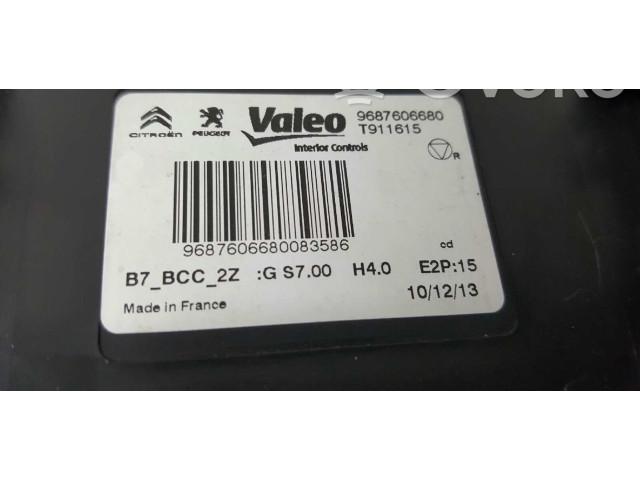 CITROËN PEUGEOT Valeo 9687606680
T911615
Interior Controls
R
9687606680083586
cd
B7_BCC_2Z :G S7.00 H4.0 E2P:15
Made in France 10/12/13